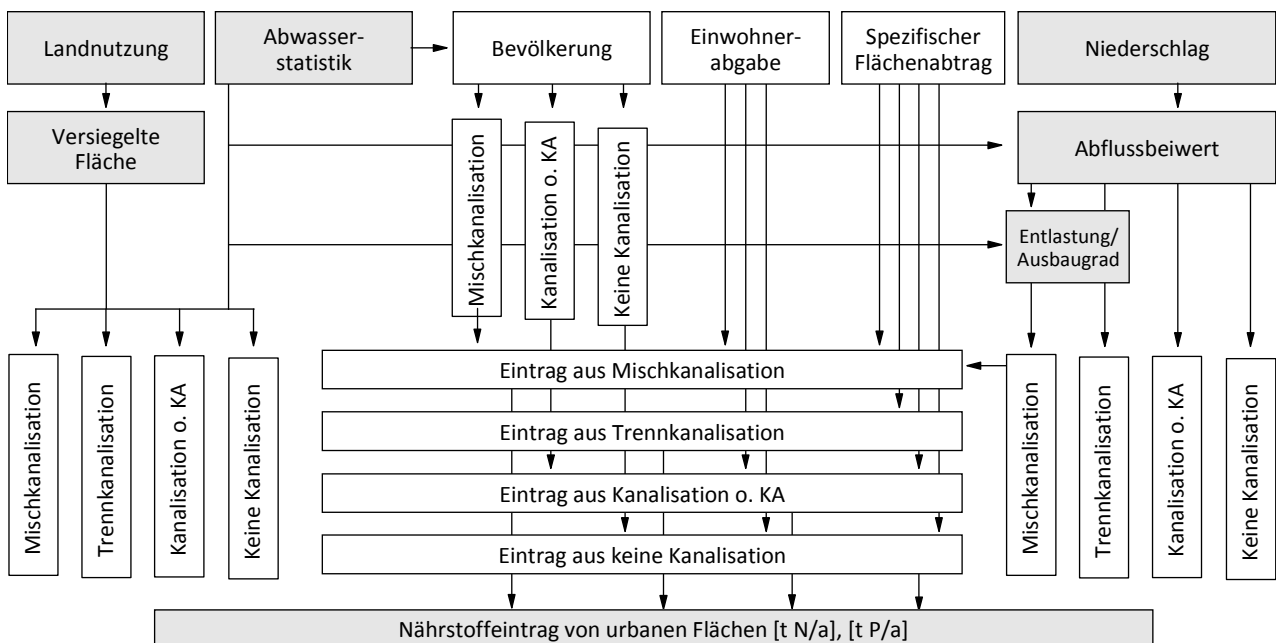 Landnutzung
Abwasser-
statistik
Bevölkerung
Einwohner-
abgabe
Spezifischer
Flächenabtrag
Niederschlag
Versiegelte
Fläche
Mischkanalisation
Kanalisation o. KA
Keine Kanalisation
Abflussbeiwert
Entlastung/
Ausbaugrad
Mischkanalisation
Trennkanalisation
Kanalisation o. KA
Keine Kanalisation
Eintrag aus Mischkanalisation
Eintrag aus Trennkanalisation
Eintrag aus Kanalisation o. KA
Eintrag aus keine Kanalisation
Mischkanalisation
Trennkanalisation
Kanalisation o. KA
Keine Kanalisation
Nährstoffeintrag von urbanen Flächen [t N/a], [t P/a]